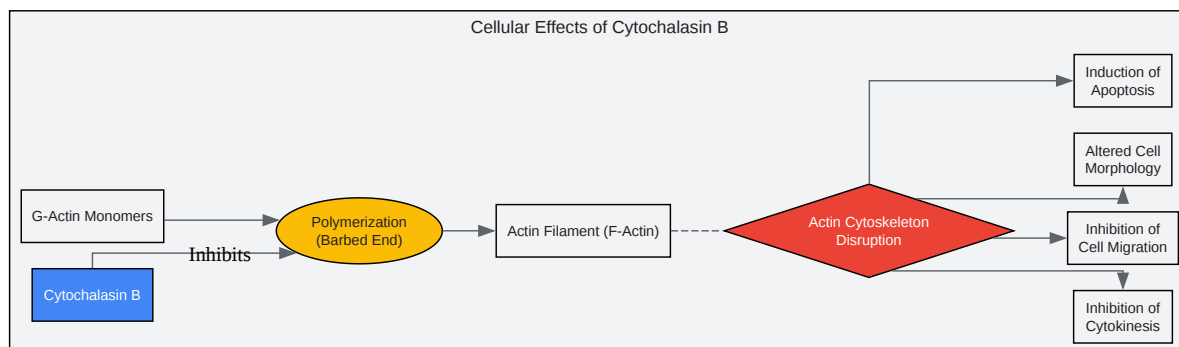 Cellular Effects of Cytochalasin B
Induction of
Apoptosis
Altered Cell
Morphology
G-Actin Monomers
Polymerization
(Barbed End)
Actin Filament (F-Actin)
Actin Cytoskeleton
Disruption
Inhibition of
Cell Migration
Inhibits
Cytochalasin B
Inhibition of
Cytokinesis